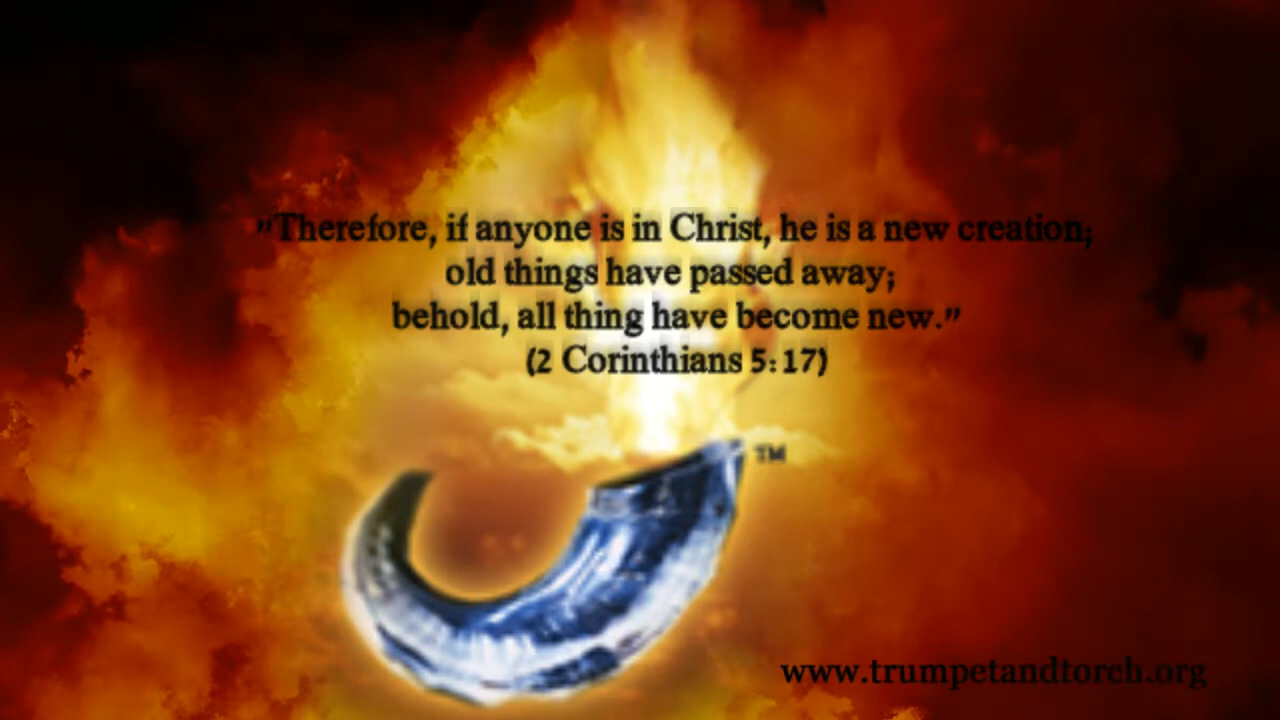 "Therefore, if anyone is in Christ, he is a new creation;
old things have passed away;
behold, all thing have become new."
(2 Corinthians 5:17)
TM
www.trumpetandtorch.org